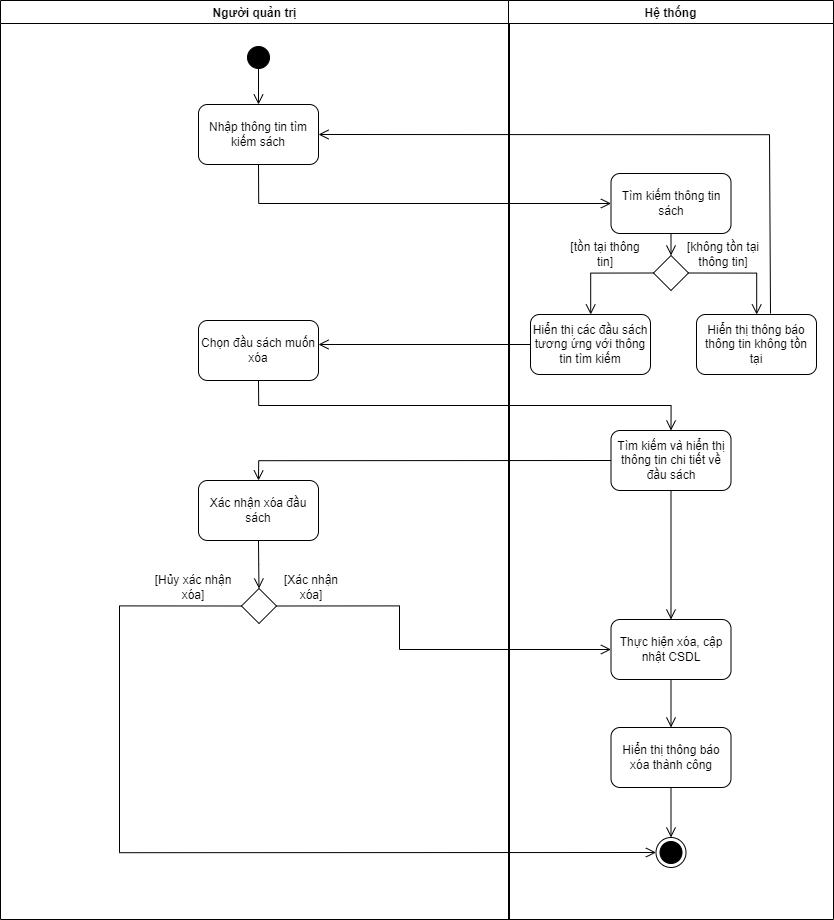 Người quản trị
Hệ thống
Nhập thông tin tìm
kiếm sách
Tìm kiếm thông tin
sách
[tồn tại thông
tin]
[không tồn tại
thông tin]
Hiển thị các đầu sách
tương ứng với thông
tin tìm kiếm
Hiển thị thông báo
thông tin không tồn
tại
Chọn đầu sách muốn
xóa
Tìm kiếm và hiển thị
thông tin chi tiết về
đầu sách
Xác nhận xóa đầu
sách
[Hủy xác nhận
xóa]
[Xác nhận
xóa]
Thực hiện xóa, cập
nhật CSDL
Hiển thị thông báo
xóa thành công